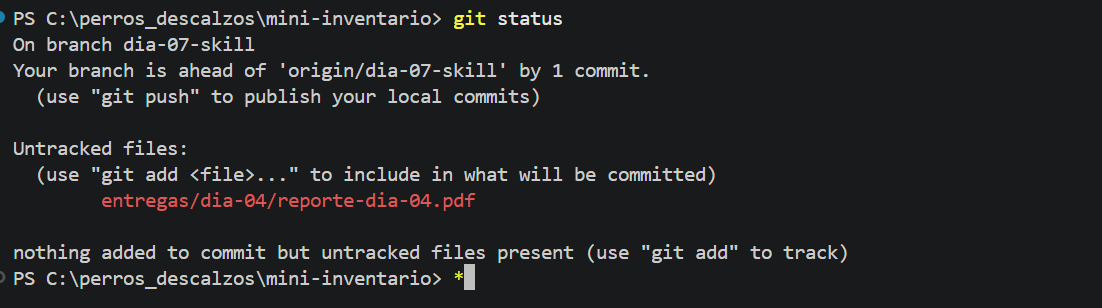 PS C:\perros_descalzos\mini-inventario> git status
On branch dia-07-skill
Your branch is ahead of 'origin/dia-07-skill' by 1 commit.
  (use "git push" to publish your local commits)

Untracked files:
  (use "git add <file>..." to include in what will be committed)
        entregas/dia-04/reporte-dia-04.pdf

nothing added to commit but untracked files present (use "git add" to track)
PS C:\perros_descalzos\mini-inventario> *